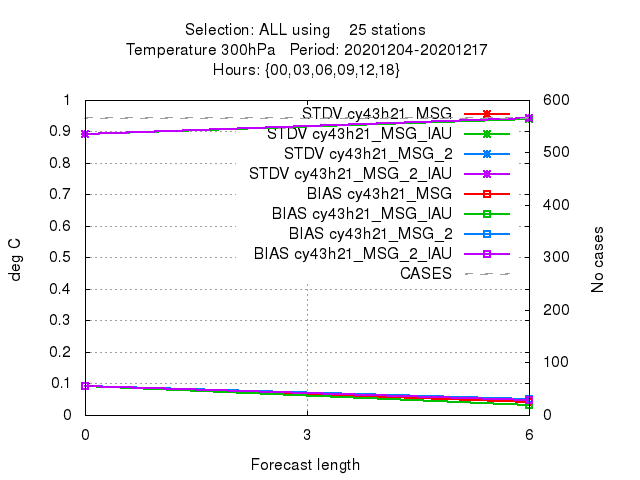 Selection: ALL using 25 stations
Temperature 300hPa Period: 20201204-20201217
Hours: {00,03,06,09,12,18}
STDV cy43h21_MSG
STDV cy43h21_MSG_IAU
STDV cy43h21_MSG_2
STDV cy43h21_MSG_2_IAU
BIAS cy43h21_MSG
BIAS cy43h21_MSG_IAU
BIAS cy43h21_MSG_2
BIAS cy43h21_MSG_2_IAU
CASES
deg C
1
0.9
0.8
0.7
0.6
0.5
0.4
0.3
0.2
0.1
0
No cases
600
500
400
300
200
100
0
0 3 6
Forecast length